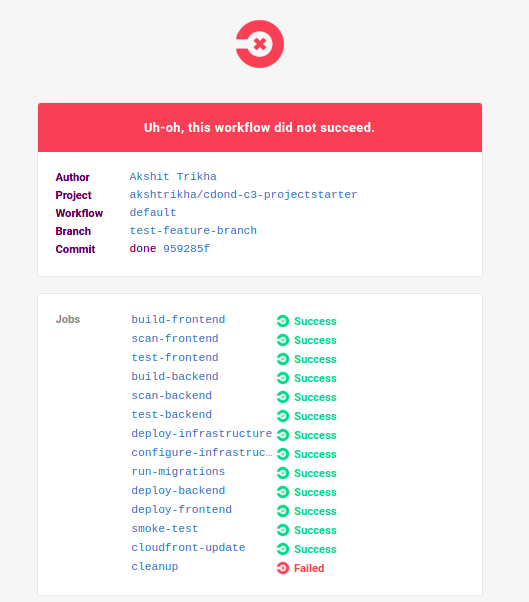 Uh-oh, this workflow did not succeed.
Author Akshit Trikha
Project akshtrikha/cdond-c3-projectstarter
Workflow default
Branch test-feature-branch
Commit done 959285f
Jobs build-frontend Success
scan-frontend Success
test-frontend Success
build-backend Success
scan-backend Success
test-backend Success
deploy-infrastructure Success
configure-infrastruc… Success
run-migrations Success
deploy-backend Success
deploy-frontend Success
smoke-test Success
cloudfront-update Success
cleanup Failed